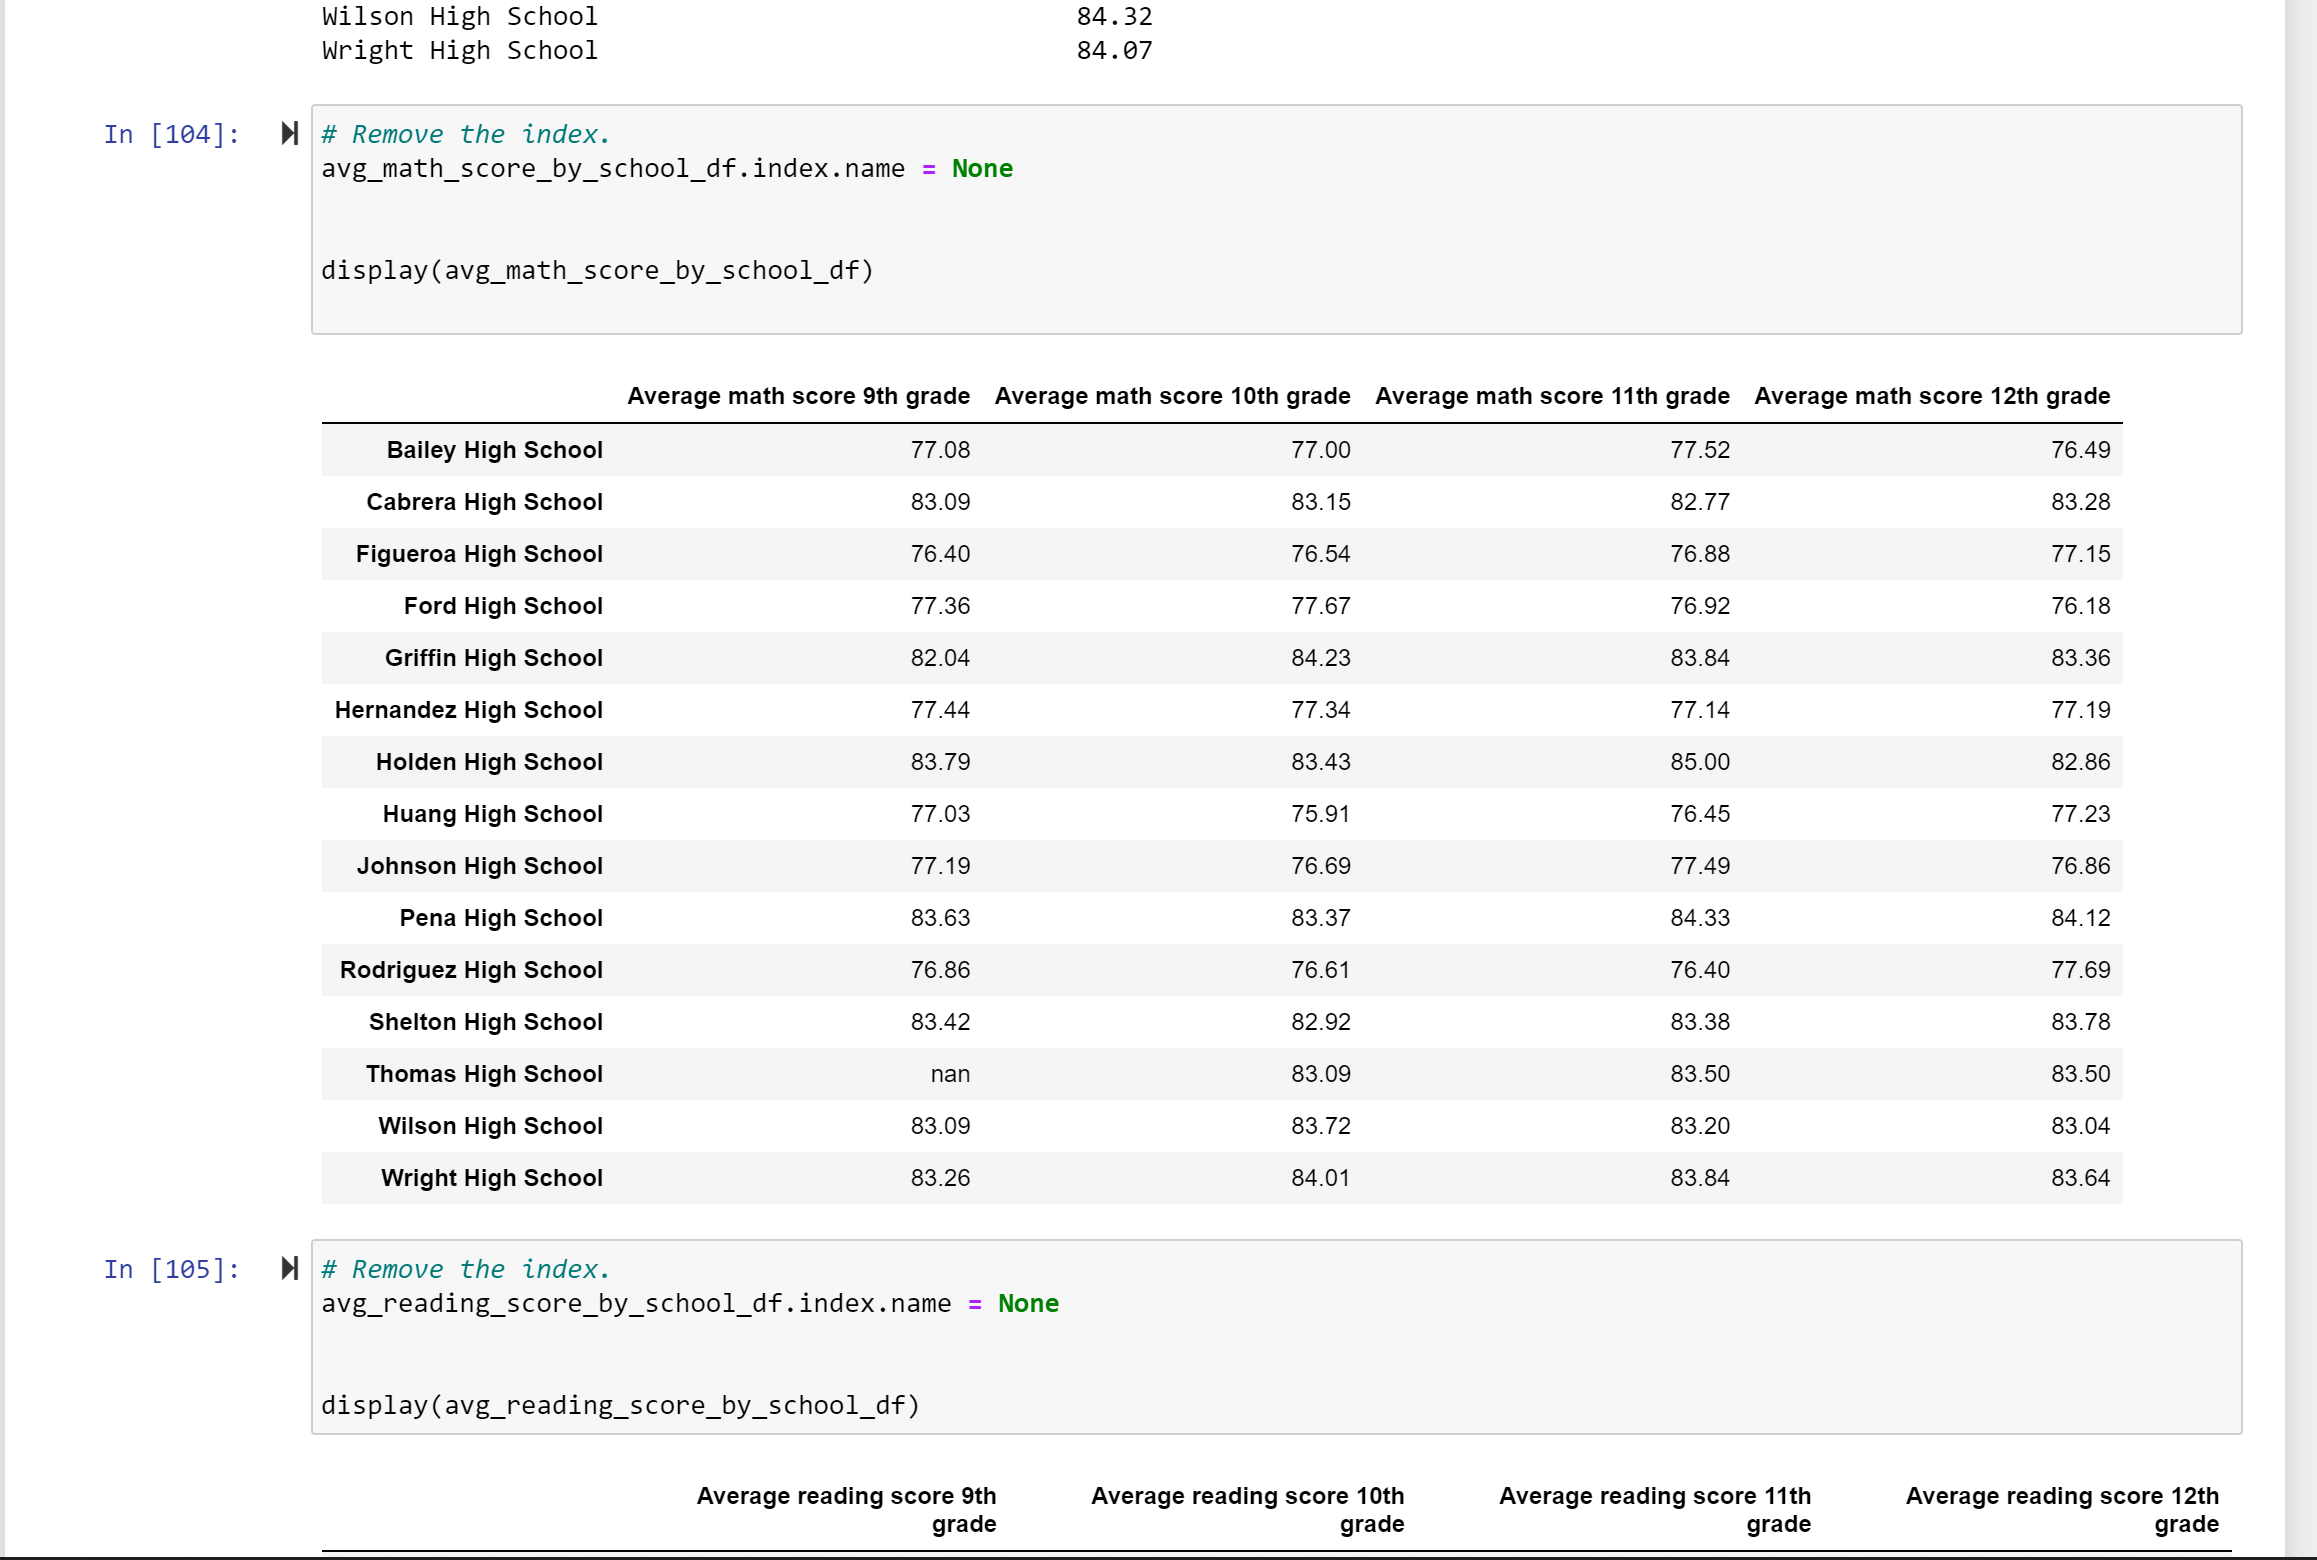 Wilson High School 84.32
Wright High School 84.07
In [104]: # Remove the index.
avg_math_score_by_school_df.index.name = None
display(avg_math_score_by_school_df)
Average math score 9th grade Average math score 10th grade Average math score 11th grade Average math score 12th grade
Bailey High School 77.08 77.00 77.52 76.49
Cabrera High School 83.09 83.15 82.77 83.28
Figueroa High School 76.40 76.54 76.88 77.15
Ford High School 77.36 77.67 76.92 76.18
Griffin High School 82.04 84.23 83.84 83.36
Hernandez High School 77.44 77.34 77.14 77.19
Holden High School 83.79 83.43 85.00 82.86
Huang High School 77.03 75.91 76.45 77.23
Johnson High School 77.19 76.69 77.49 76.86
Pena High School 83.63 83.37 84.33 84.12
Rodriguez High School 76.86 76.61 76.40 77.69
Shelton High School 83.42 82.92 83.38 83.78
Thomas High School nan 83.09 83.50 83.50
Wilson High School 83.09 83.72 83.20 83.04
Wright High School 83.26 84.01 83.84 83.64
In [105]: # Remove the index.
avg_reading_score_by_school_df.index.name = None
display(avg_reading_score_by_school_df)
Average reading score 9th Average reading score 10th Average reading score 11th Average reading score 12th
grade grade grade grade